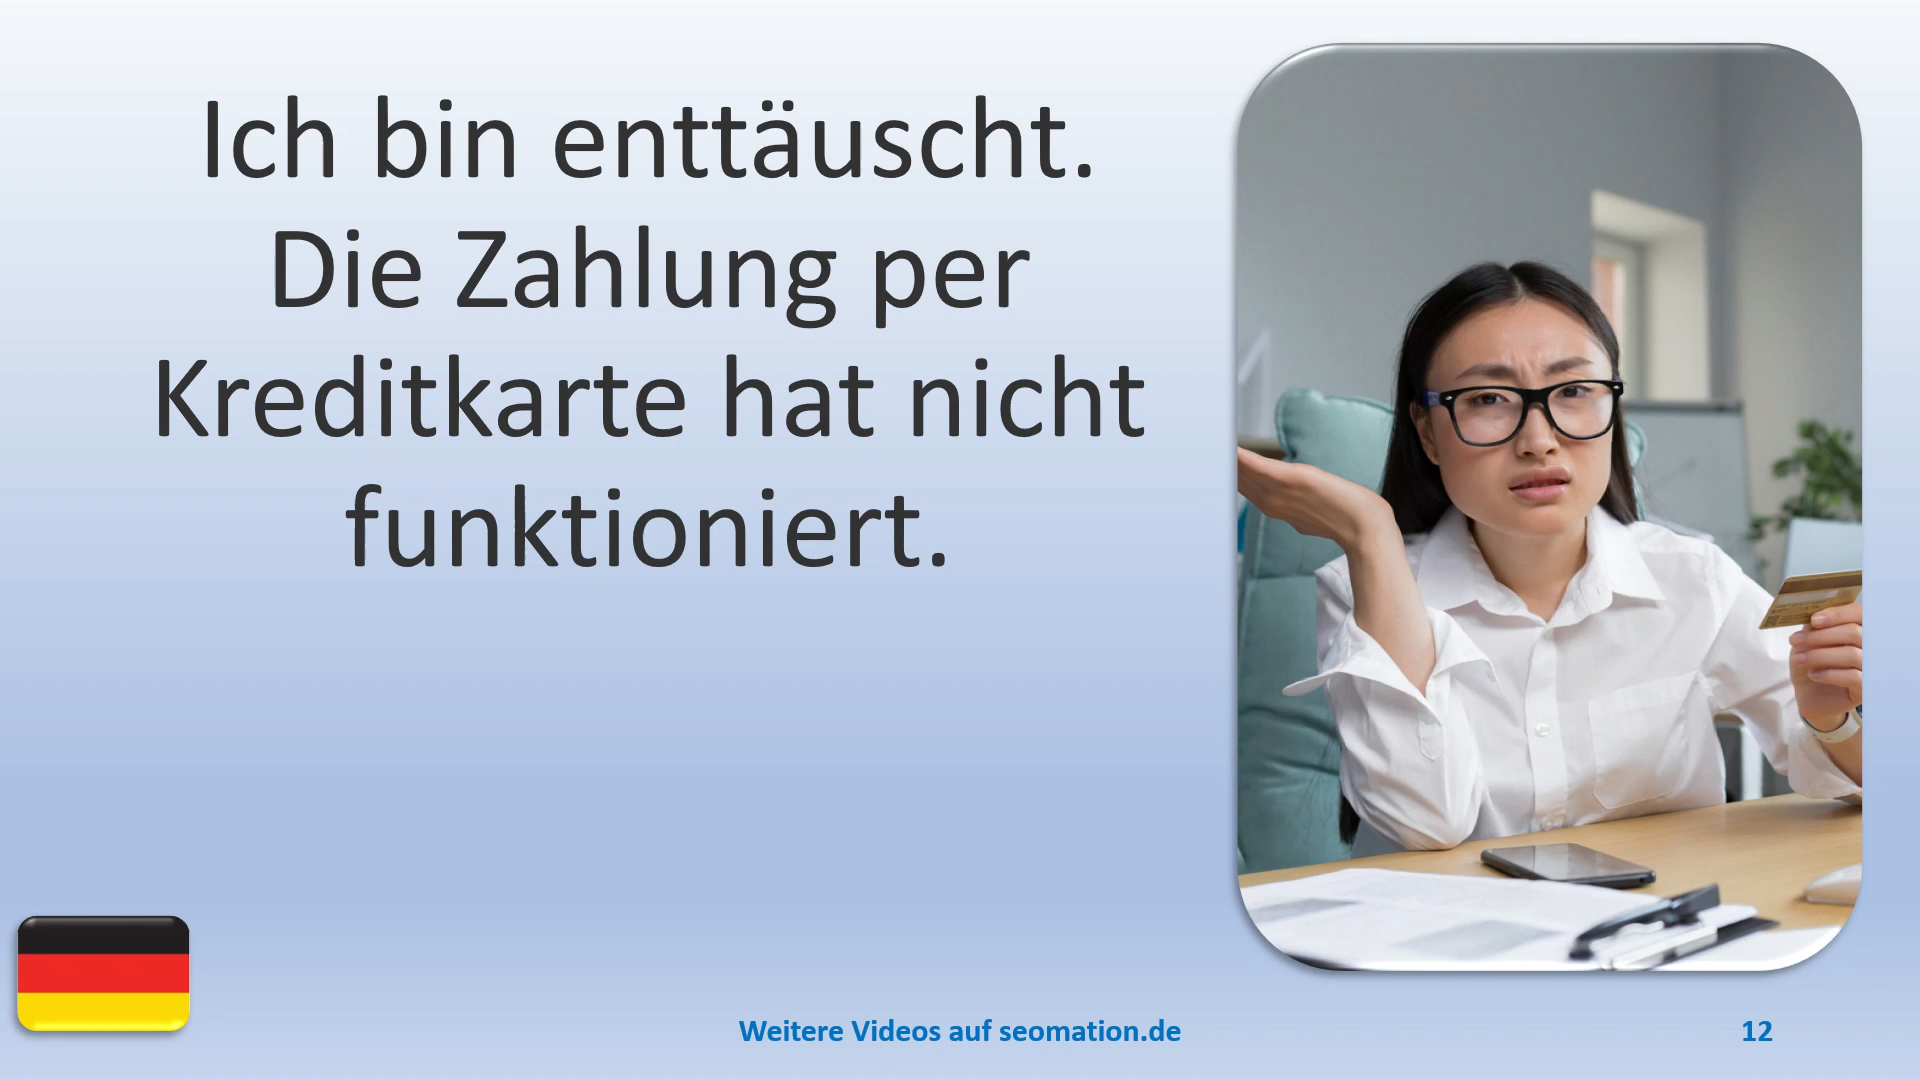 Ich bin enttäuscht.
Die Zahlung per
Kreditkarte hat nicht
funktioniert.
Weitere Videos auf seomation.de
12